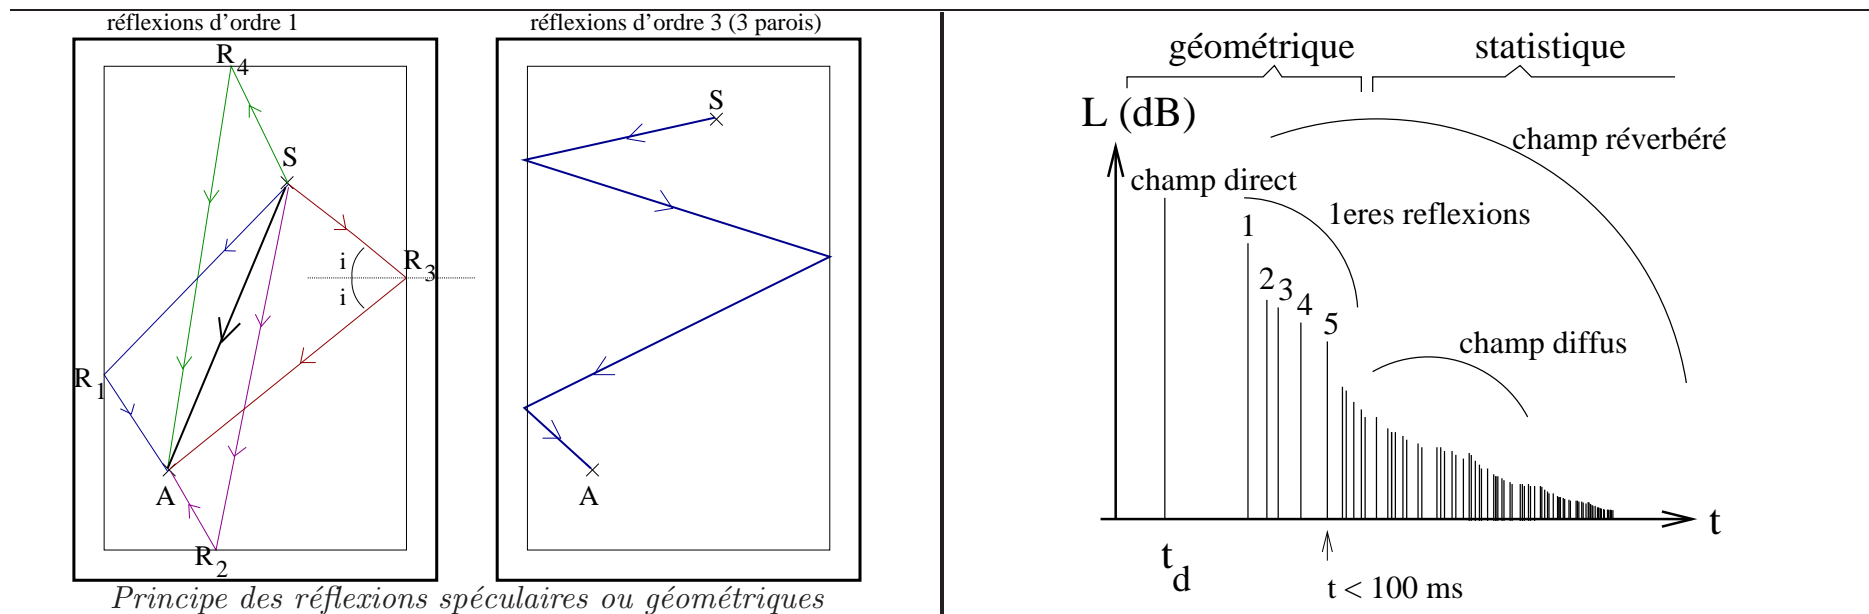 réflexions d'ordre 1
réflexions d'ordre 3 (3 parois)
R4
S
i
i
R3
R1
A
R2
S
A
Principe des réflexions spéculaires ou géométriques
géométrique
statistique
L (dB)
champ réverbéré
champ direct
1eres reflexions
1
2
3
4
5
champ diffus
t
td
t < 100 ms